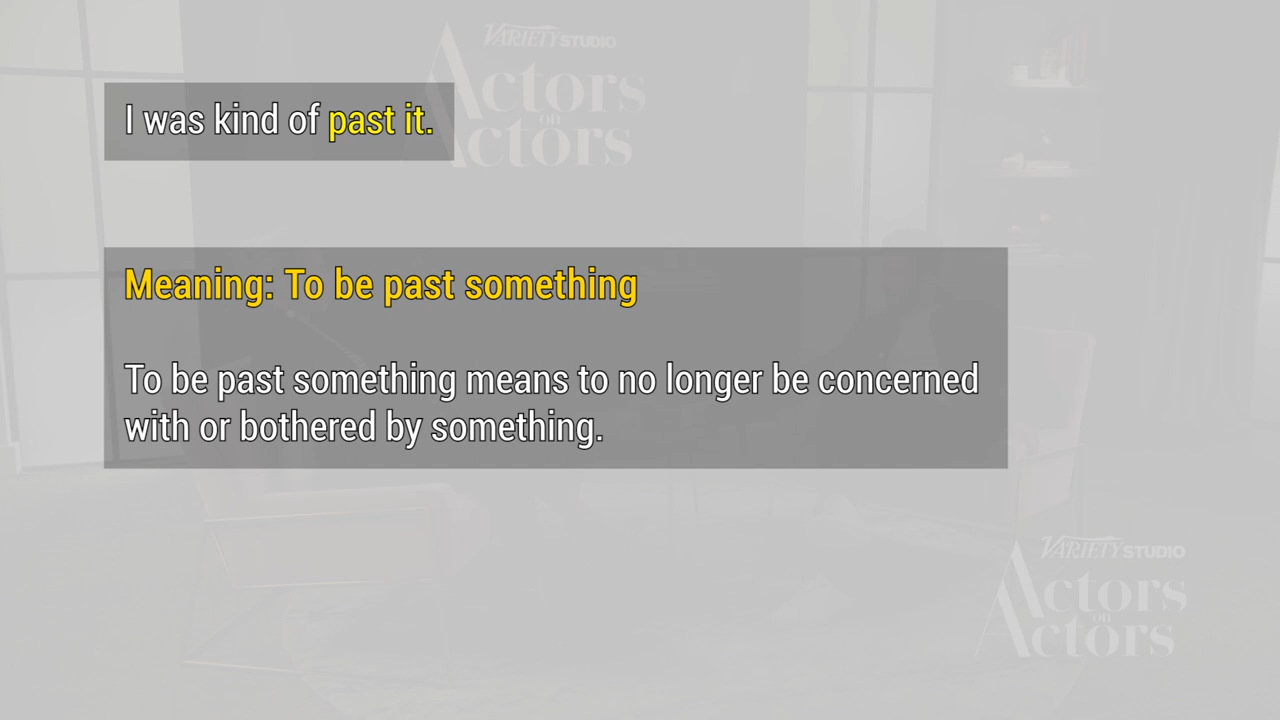 VARIETY STUDIO
Actors
on
Actors
I was kind of past it.
Meaning: To be past something
To be past something means to no longer be concerned
with or bothered by something.
VARIETY STUDIO
Actors
on
Actors